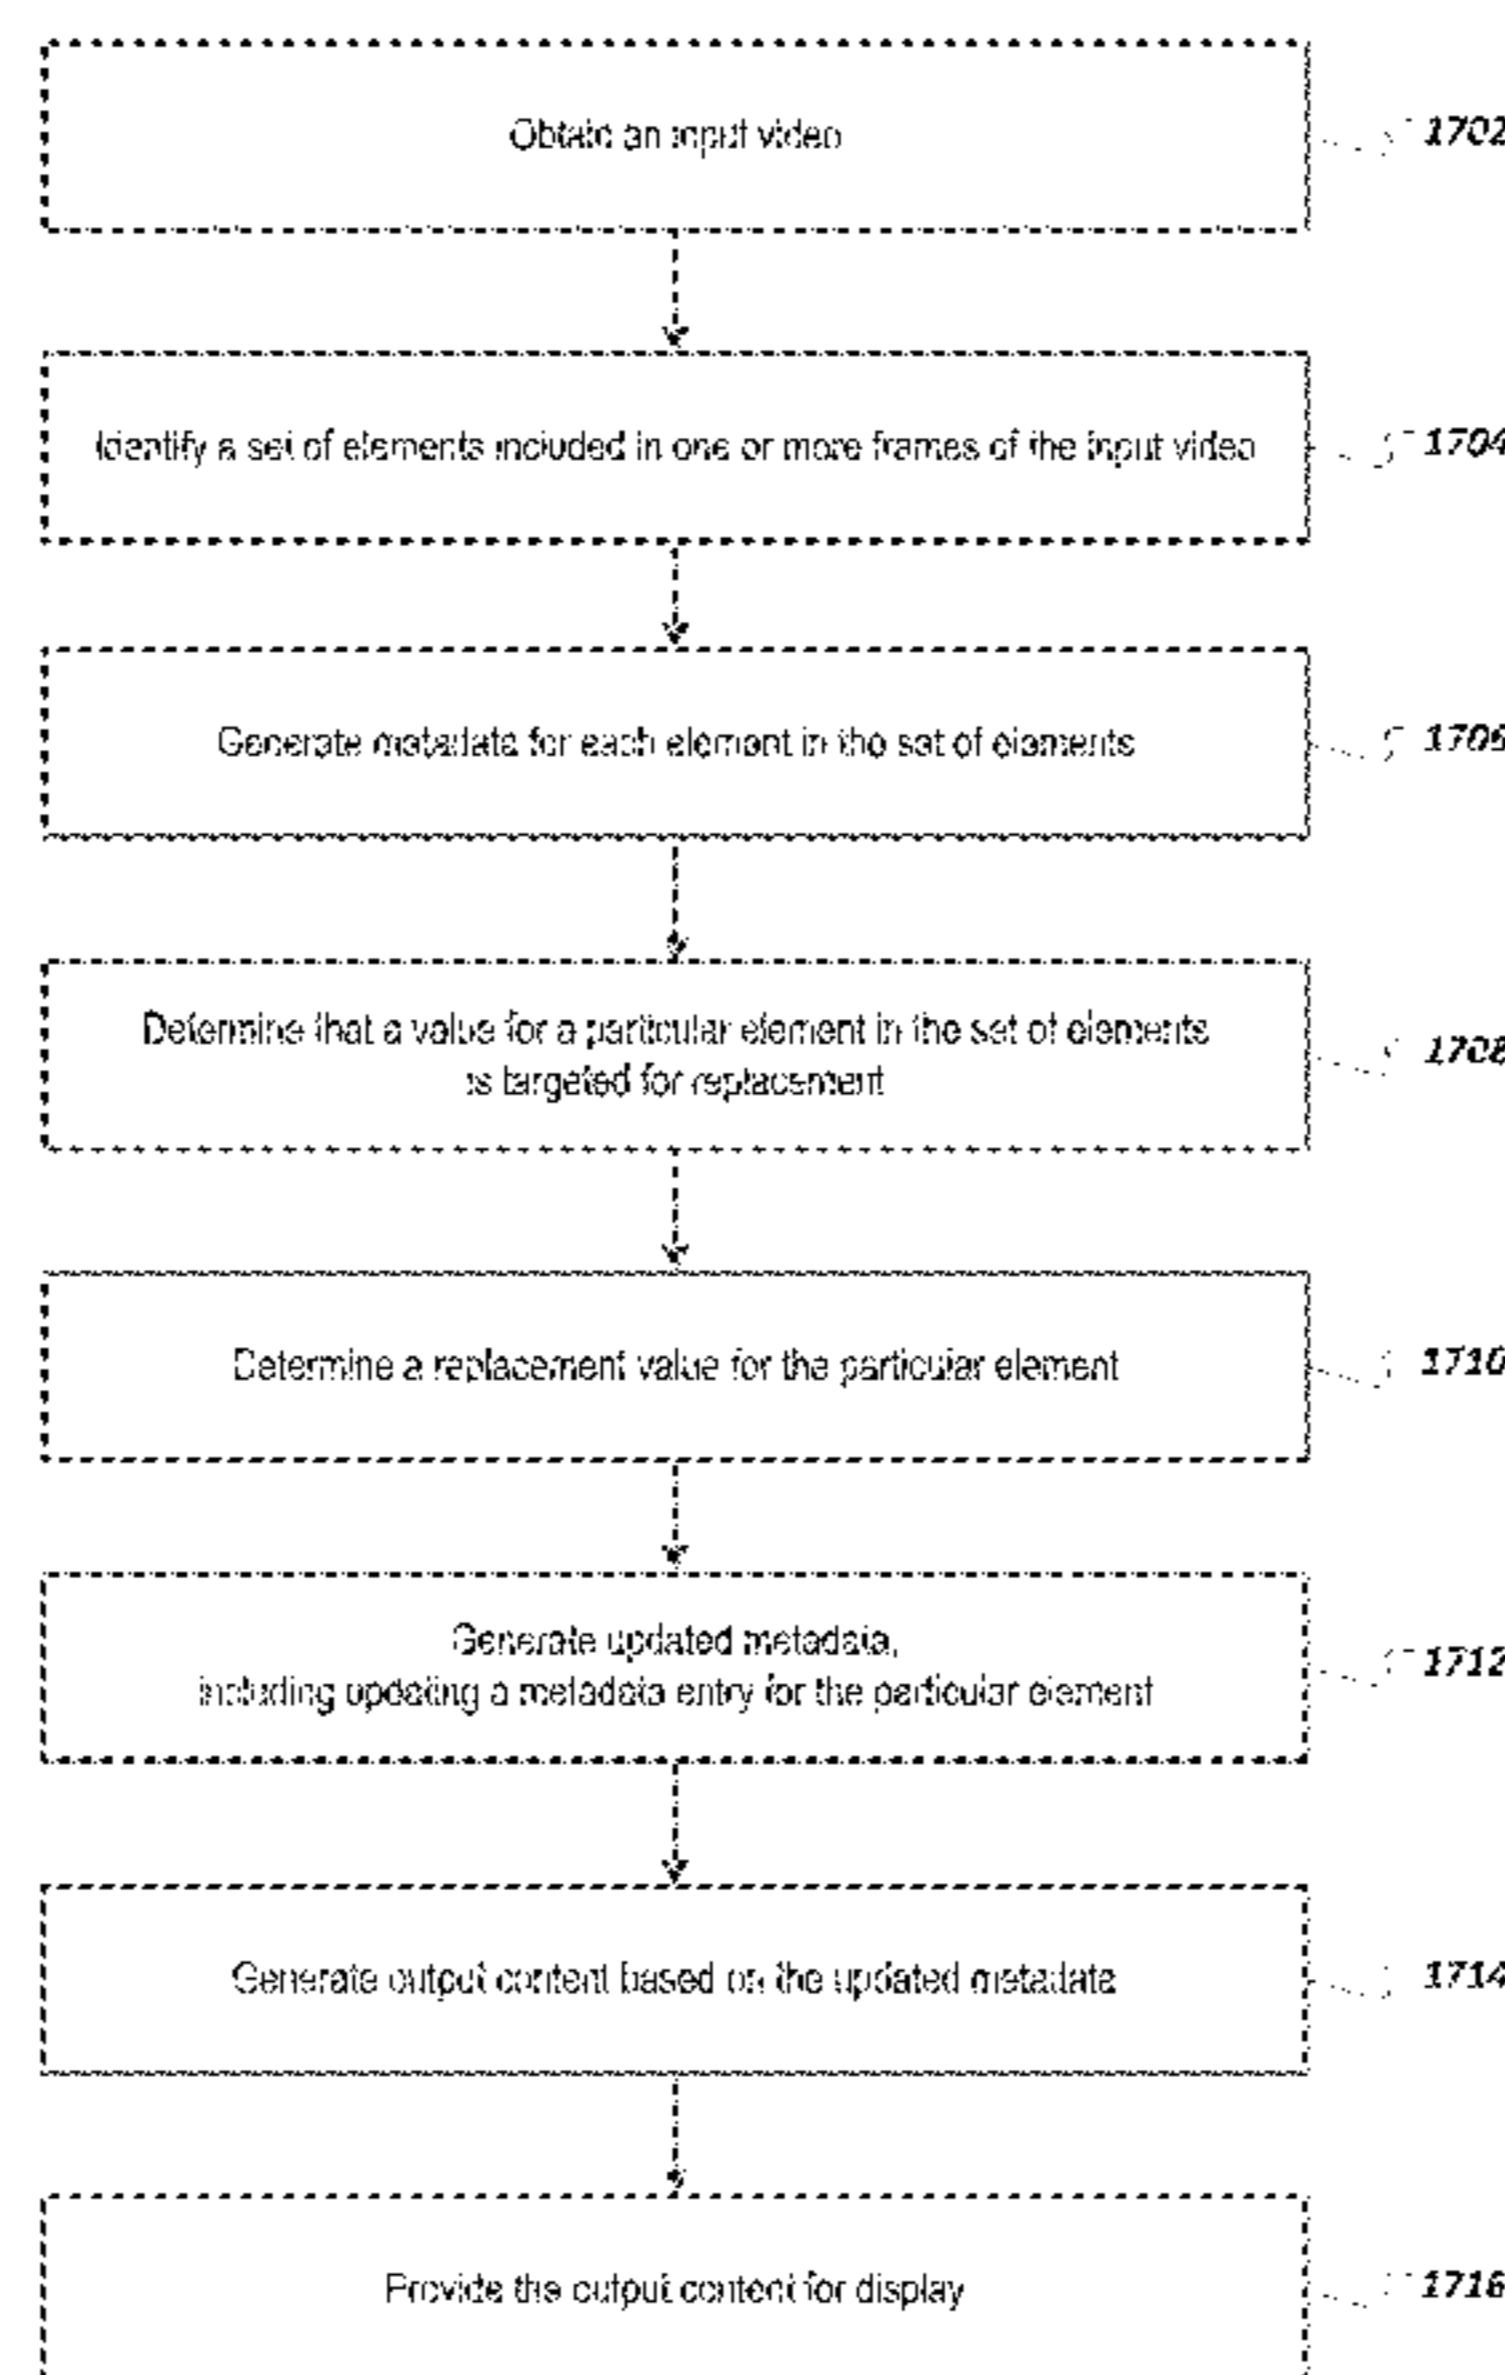 Obtain an input video
1702
Identify a set of elements included in one or more frames of the input video
1704
Generate metadata for each element in the set of elements
1706
Determine that a value for a particular element in the set of elements
is targeted for replacement
1708
Determine a replacement value for the particular element
1710
Generate updated metadata,
including updating a metadata entry for the particular element
1712
Generate output content based on the updated metadata
1714
Provide the output content for display
1716